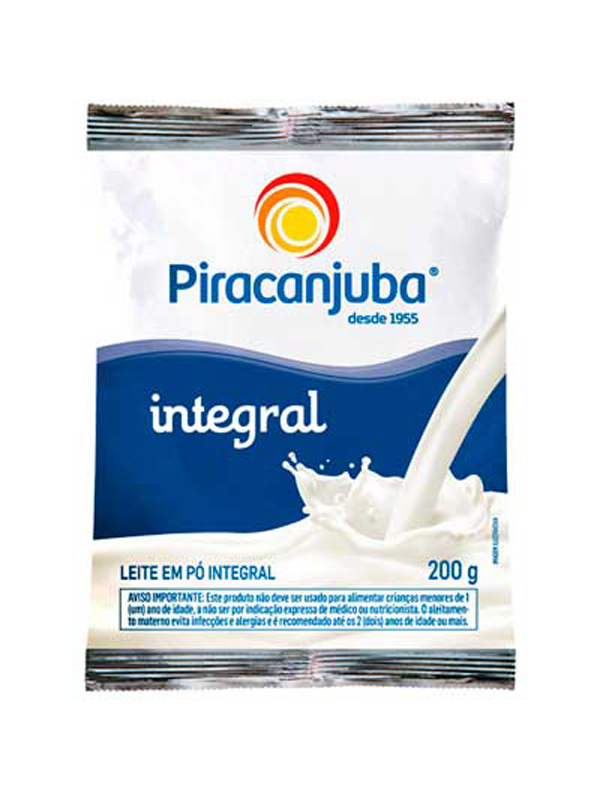 Piracanjuba®
desde 1955
integral
LEITE EM PÓ INTEGRAL
200 g
AVISO IMPORTANTE: Este produto não deve ser usado para alimentar crianças menores de 1
(um) ano de idade, a não ser por indicação expressa de médico ou nutricionista. O aleitamen-
to materno evita infecções e alergias e é recomendado até os 2 (dois) anos de idade ou mais.
IMAGEM ILUSTRATIVA